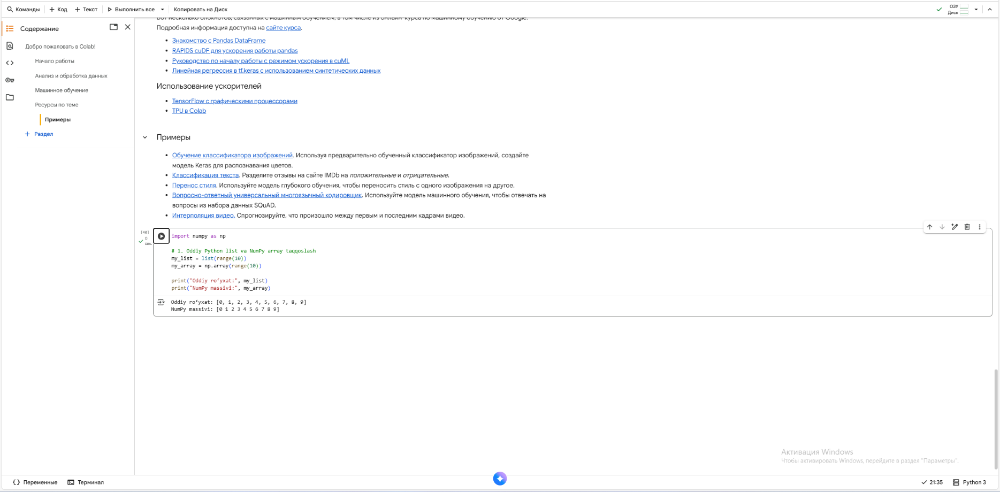 Команды
+ Код
+ Текст
Выполнить все
Копировать на Диск
ОЗУ
Диск
Содержание
Добро пожаловать в Colab!
Начало работы
Анализ и обработка данных
Машинное обучение
Ресурсы по теме
Примеры
+ Раздел
Вот несколько блокнотов, связанных с машинным обучением, в том числе из онлайн-курса по машинному обучению от Google.
Подробная информация доступна на сайте курса.
• Знакомство с Pandas DataFrame
• RAPIDS cuDF для ускорения работы pandas
• Руководство по началу работы с режимом ускорения в cuML
• Линейная регрессия в tf.keras с использованием синтетических данных
Использование ускорителей
• TensorFlow с графическими процессорами
• TPU в Colab
Примеры
• Обучение классификатора изображений. Используя предварительно обученный классификатор изображений, создайте
модель Keras для распознавания цветов.
• Классификация текста. Разделите отзывы на сайте IMDb на положительные и отрицательные.
• Перенос стиля. Используйте модель глубокого обучения, чтобы переносить стиль с одного изображения на другое.
• Вопросно-ответный универсальный многоязычный кодировщик. Используйте модель машинного обучения, чтобы отвечать на
вопросы из набора данных SQuAD.
• Интерполяция видео. Спрогнозируйте, что произошло между первым и последним кадрами видео.
[40]
0
сек.
import numpy as np
# 1. Oddiy Python list va NumPy array taqqoslash
my_list = list(range(10))
my_array = np.array(range(10))
print("Oddiy ro‘yxat:", my_list)
print("NumPy massivi:", my_array)
Oddiy ro‘yxat: [0, 1, 2, 3, 4, 5, 6, 7, 8, 9]
NumPy massivi: [0 1 2 3 4 5 6 7 8 9]
Активация Windows
Чтобы активировать Windows, перейдите в раздел "Параметры".
Переменные
Терминал
21:35
Python 3